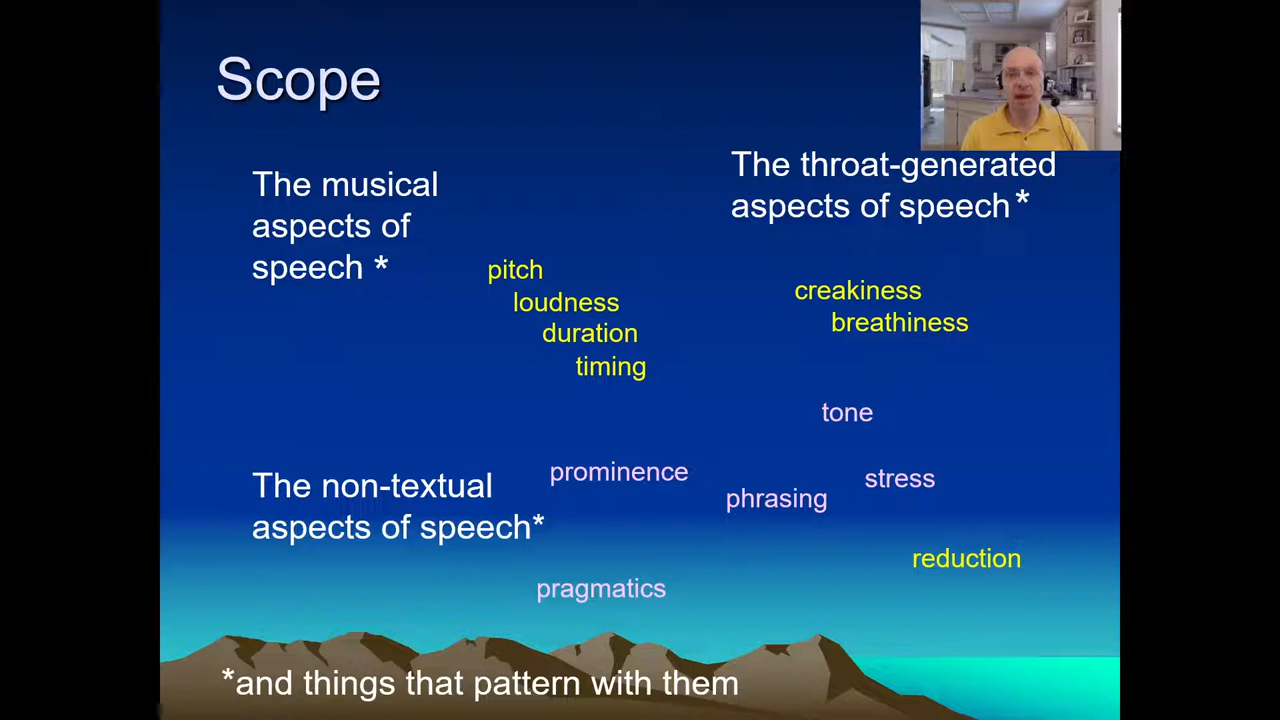 Scope
The musical
aspects of
speech *
pitch
loudness
duration
timing
The throat-generated
aspects of speech*
creakiness
breathiness
tone
prominence
stress
phrasing
The non-textual
aspects of speech*
reduction
pragmatics
*and things that pattern with them